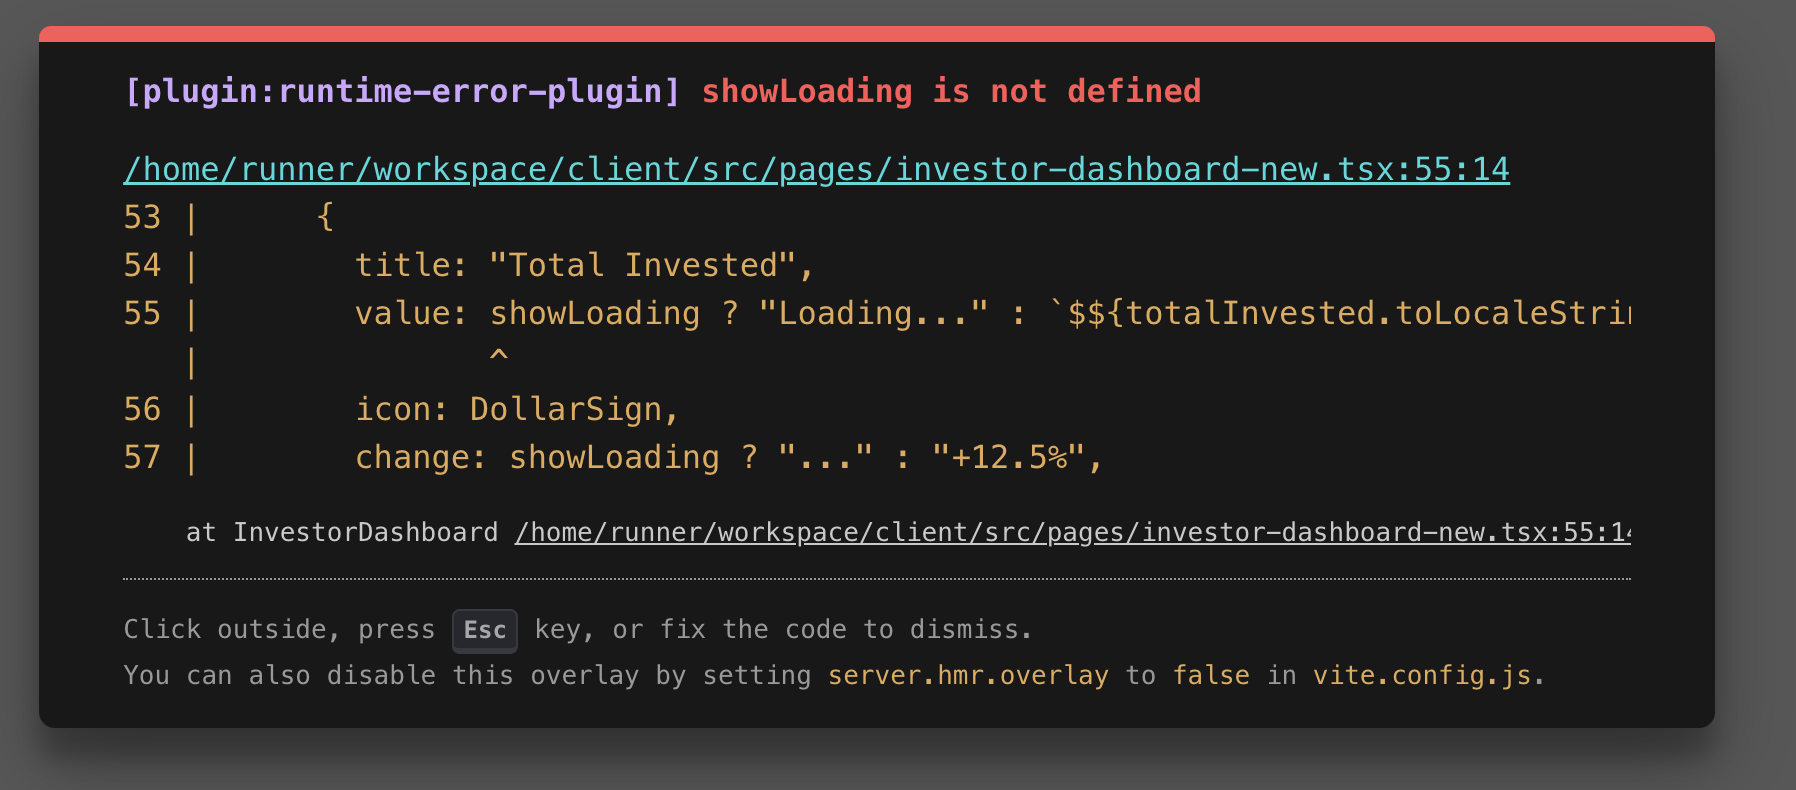 [plugin:runtime-error-plugin] showLoading is not defined
/home/runner/workspace/client/src/pages/investor-dashboard-new.tsx:55:14
53 |      {
54 |        title: "Total Invested",
55 |        value: showLoading ? "Loading..." : `$${totalInvested.toLocaleStrin
   |               ^
56 |        icon: DollarSign,
57 |        change: showLoading ? "..." : "+12.5%",
at InvestorDashboard /home/runner/workspace/client/src/pages/investor-dashboard-new.tsx:55:14
Click outside, press Esc key, or fix the code to dismiss.
You can also disable this overlay by setting server.hmr.overlay to false in vite.config.js.